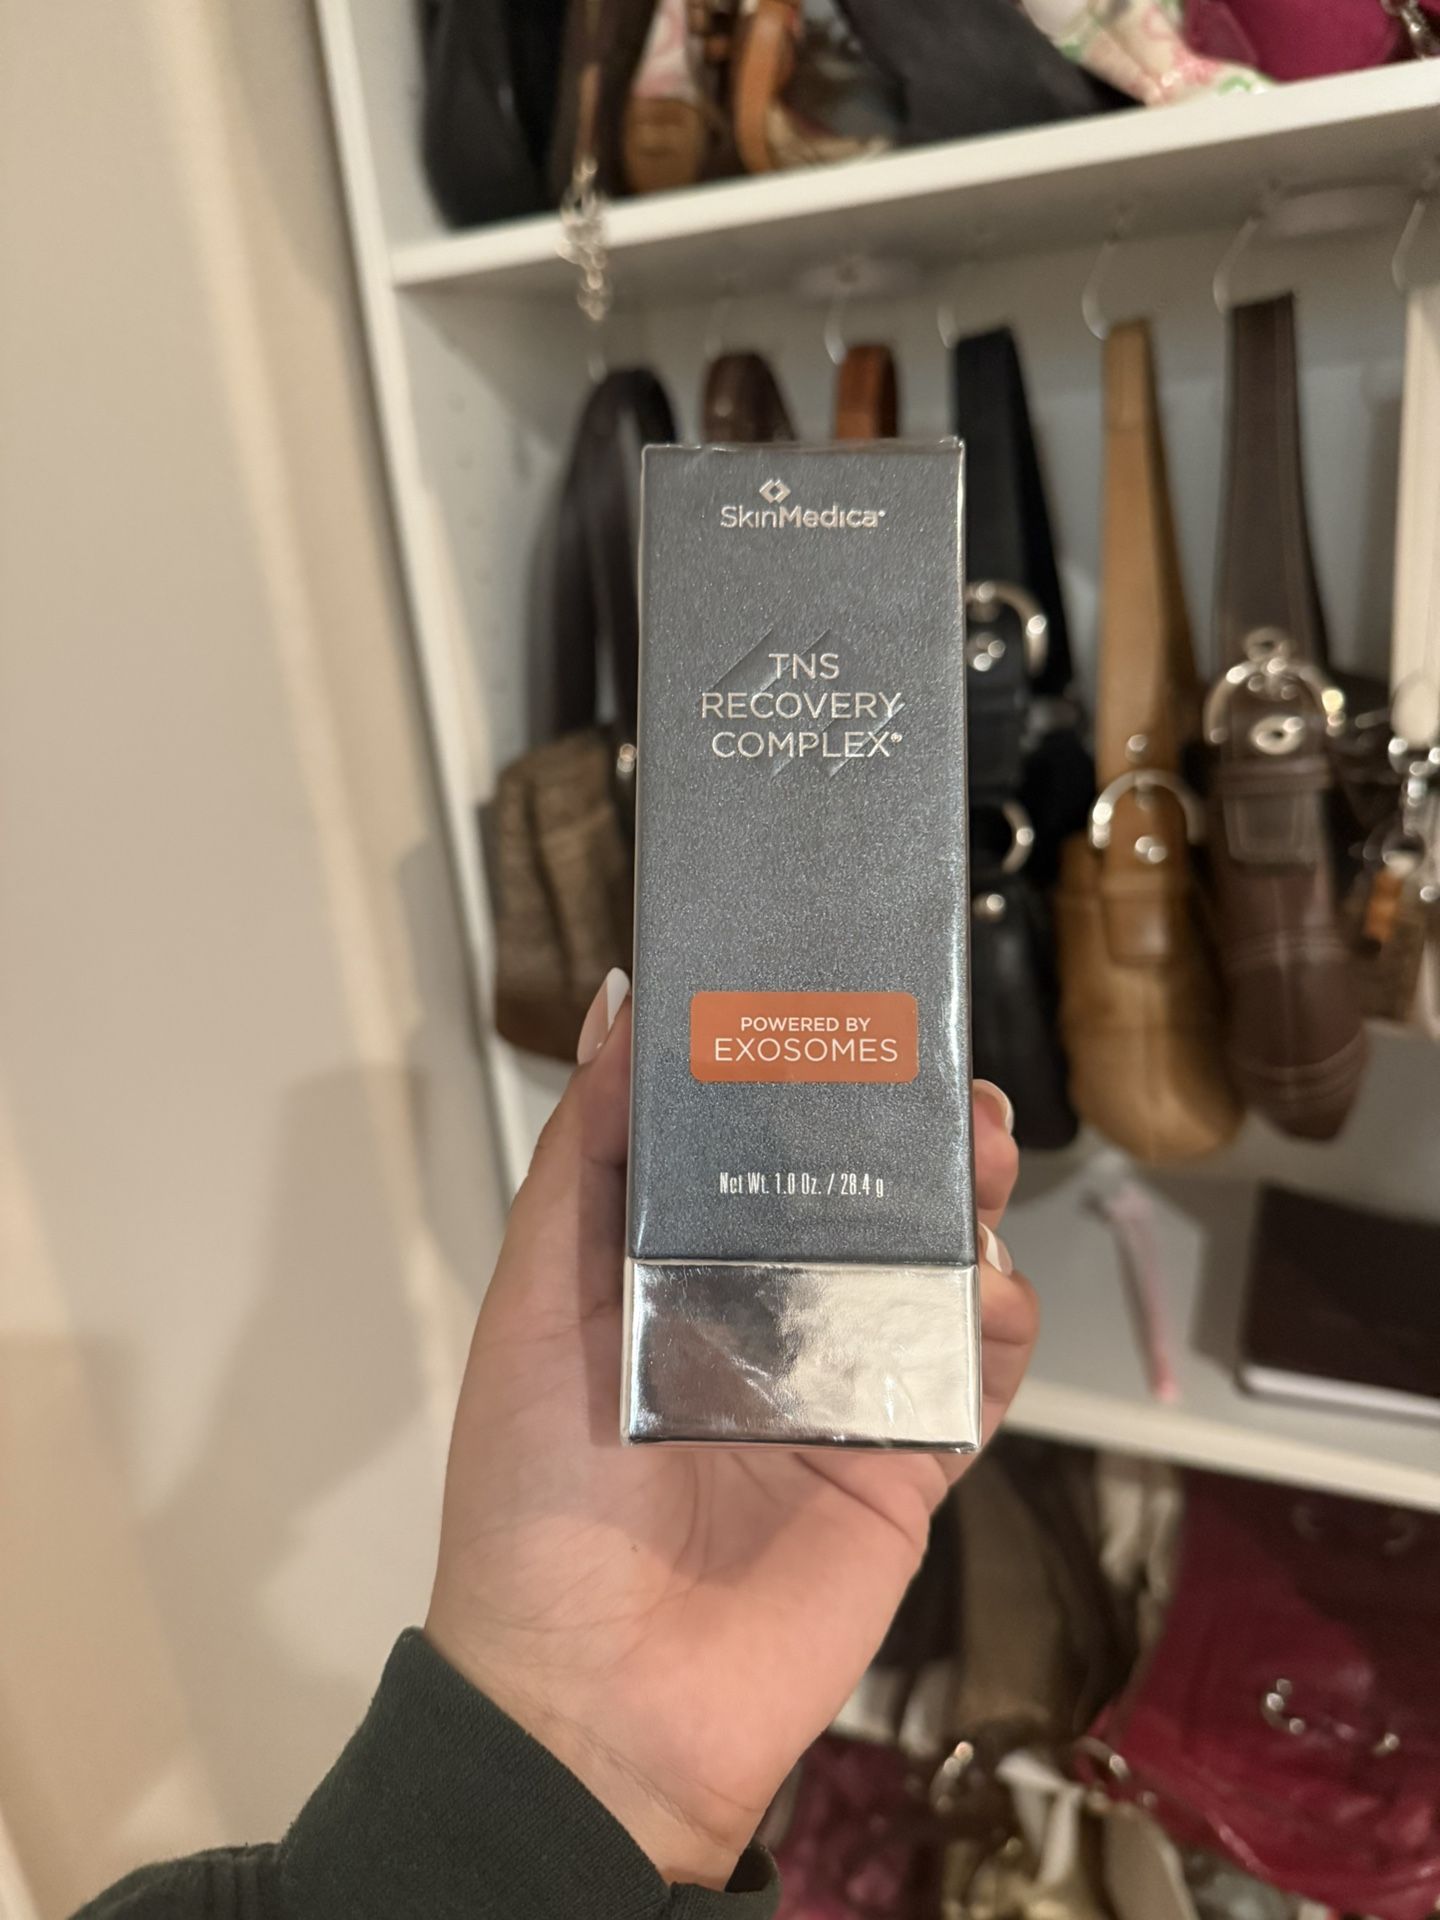 SkinMedica®
TNS
RECOVERY
COMPLEX®
POWERED BY
EXOSOMES
Net Wt. 1.0 Oz. / 28.4 g